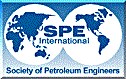 SPE
International
Society of Petroleum Engineers